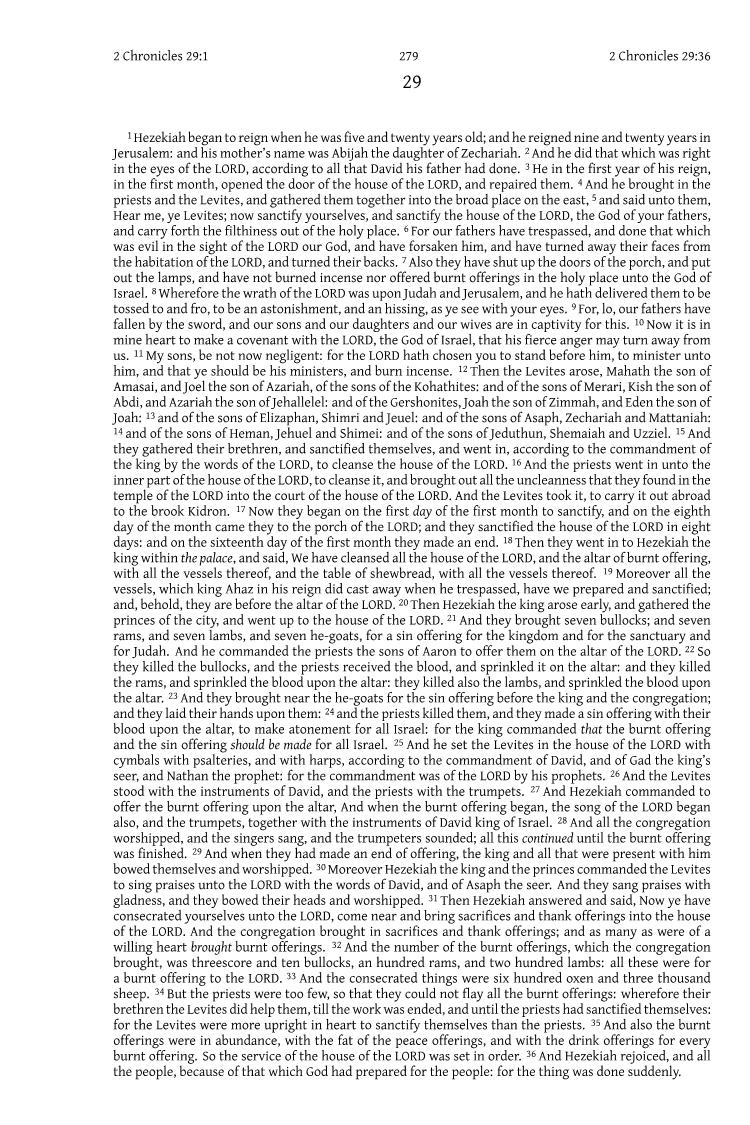 2 Chronicles 29:1 279 2 Chronicles 29:36
29
1 Hezekiah began to reign when he was five and twenty years old; and he reigned nine and twenty years in
Jerusalem: and his mother's name was Abijah the daughter of Zechariah. 2 And he did that which was right
in the eyes of the LORD, according to all that David his father had done. 3 He in the first year of his reign,
in the first month, opened the door of the house of the LORD, and repaired them. 4 And he brought in the
priests and the Levites, and gathered them together into the broad place on the east, 5 and said unto them,
Hear me, ye Levites; now sanctify yourselves, and sanctify the house of the LORD, the God of your fathers,
and carry forth the filthiness out of the holy place. 6 For our fathers have trespassed, and done that which
was evil in the sight of the LORD our God, and have forsaken him, and have turned away their faces from
the habitation of the LORD, and turned their backs. 7 Also they have shut up the doors of the porch, and put
out the lamps, and have not burned incense nor offered burnt offerings in the holy place unto the God of
Israel. 8 Wherefore the wrath of the LORD was upon Judah and Jerusalem, and he hath delivered them to be
tossed to and fro, to be an astonishment, and an hissing, as ye see with your eyes. 9 For, lo, our fathers have
fallen by the sword, and our sons and our daughters and our wives are in captivity for this. 10 Now it is in
mine heart to make a covenant with the LORD, the God of Israel, that his fierce anger may turn away from
us. 11 My sons, be not now negligent: for the LORD hath chosen you to stand before him, to minister unto
him, and that ye should be his ministers, and burn incense. 12 Then the Levites arose, Mahath the son of
Amasai, and Joel the son of Azariah, of the sons of the Kohathites: and of the sons of Merari, Kish the son of
Abdi, and Azariah the son of Jehallelel: and of the Gershonites, Joah the son of Zimmah, and Eden the son of
Joah: 13 and of the sons of Elizaphan, Shimri and Jeuel: and of the sons of Asaph, Zechariah and Mattaniah:
14 and of the sons of Heman, Jehuel and Shimei: and of the sons of Jeduthun, Shemaiah and Uzziel. 15 And
they gathered their brethren, and sanctified themselves, and went in, according to the commandment of
the king by the words of the LORD, to cleanse the house of the LORD. 16 And the priests went in unto the
inner part of the house of the LORD, to cleanse it, and brought out all the uncleanness that they found in the
temple of the LORD into the court of the house of the LORD. And the Levites took it, to carry it out abroad
to the brook Kidron. 17 Now they began on the first day of the first month to sanctify, and on the eighth
day of the month came they to the porch of the LORD; and they sanctified the house of the LORD in eight
days: and on the sixteenth day of the first month they made an end. 18 Then they went in to Hezekiah the
king within the palace, and said, We have cleansed all the house of the LORD, and the altar of burnt offering,
with all the vessels thereof, and the table of shewbread, with all the vessels thereof. 19 Moreover all the
vessels, which king Ahaz in his reign did cast away when he trespassed, have we prepared and sanctified;
and, behold, they are before the altar of the LORD. 20 Then Hezekiah the king arose early, and gathered the
princes of the city, and went up to the house of the LORD. 21 And they brought seven bullocks; and seven
rams, and seven lambs, and seven he-goats, for a sin offering for the kingdom and for the sanctuary and
for Judah. And he commanded the priests the sons of Aaron to offer them on the altar of the LORD. 22 So
they killed the bullocks, and the priests received the blood, and sprinkled it on the altar: and they killed
the rams, and sprinkled the blood upon the altar: they killed also the lambs, and sprinkled the blood upon
the altar. 23 And they brought near the he-goats for the sin offering before the king and the congregation;
and they laid their hands upon them: 24 and the priests killed them, and they made a sin offering with their
blood upon the altar, to make atonement for all Israel: for the king commanded that the burnt offering
and the sin offering should be made for all Israel. 25 And he set the Levites in the house of the LORD with
cymbals with psalteries, and with harps, according to the commandment of David, and of Gad the king's
seer, and Nathan the prophet: for the commandment was of the LORD by his prophets. 26 And the Levites
stood with the instruments of David, and the priests with the trumpets. 27 And Hezekiah commanded to
offer the burnt offering upon the altar, And when the burnt offering began, the song of the LORD began
also, and the trumpets, together with the instruments of David king of Israel. 28 And all the congregation
worshipped, and the singers sang, and the trumpeters sounded; all this continued until the burnt offering
was finished. 29 And when they had made an end of offering, the king and all that were present with him
bowed themselves and worshipped. 30 Moreover Hezekiah the king and the princes commanded the Levites
to sing praises unto the LORD with the words of David, and of Asaph the seer. And they sang praises with
gladness, and they bowed their heads and worshipped. 31 Then Hezekiah answered and said, Now ye have
consecrated yourselves unto the LORD, come near and bring sacrifices and thank offerings into the house
of the LORD. And the congregation brought in sacrifices and thank offerings; and as many as were of a
willing heart brought burnt offerings. 32 And the number of the burnt offerings, which the congregation
brought, was threescore and ten bullocks, an hundred rams, and two hundred lambs: all these were for
a burnt offering to the LORD. 33 And the consecrated things were six hundred oxen and three thousand
sheep. 34 But the priests were too few, so that they could not flay all the burnt offerings: wherefore their
brethren the Levites did help them, till the work was ended, and until the priests had sanctified themselves:
for the Levites were more upright in heart to sanctify themselves than the priests. 35 And also the burnt
offerings were in abundance, with the fat of the peace offerings, and with the drink offerings for every
burnt offering. So the service of the house of the LORD was set in order. 36 And Hezekiah rejoiced, and all
the people, because of that which God had prepared for the people: for the thing was done suddenly.